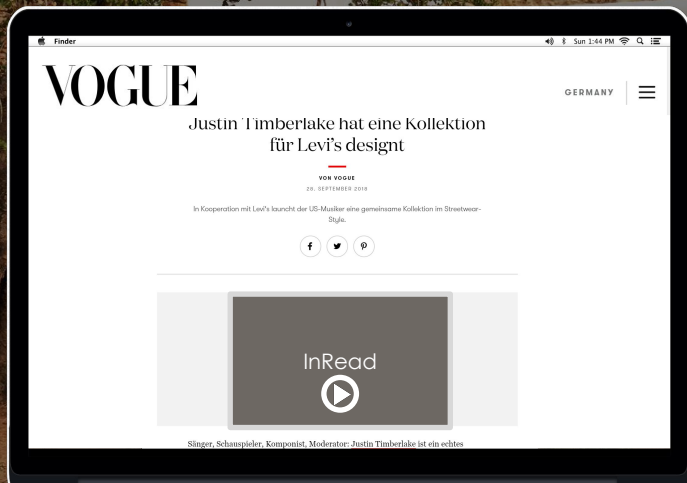 Finder
Sun 1:44 PM
VOGUE
GERMANY
Justin Timberlake hat eine Kollektion
für Levi's designt
VON VOGUE
28. SEPTEMBER 2018
In Kooperation mit Levi's launcht der US-Musiker eine gemeinsame Kollektion im Streetwear-
Style.
InRead
Sänger, Schauspieler, Komponist, Moderator: Justin Timberlake ist ein echtes